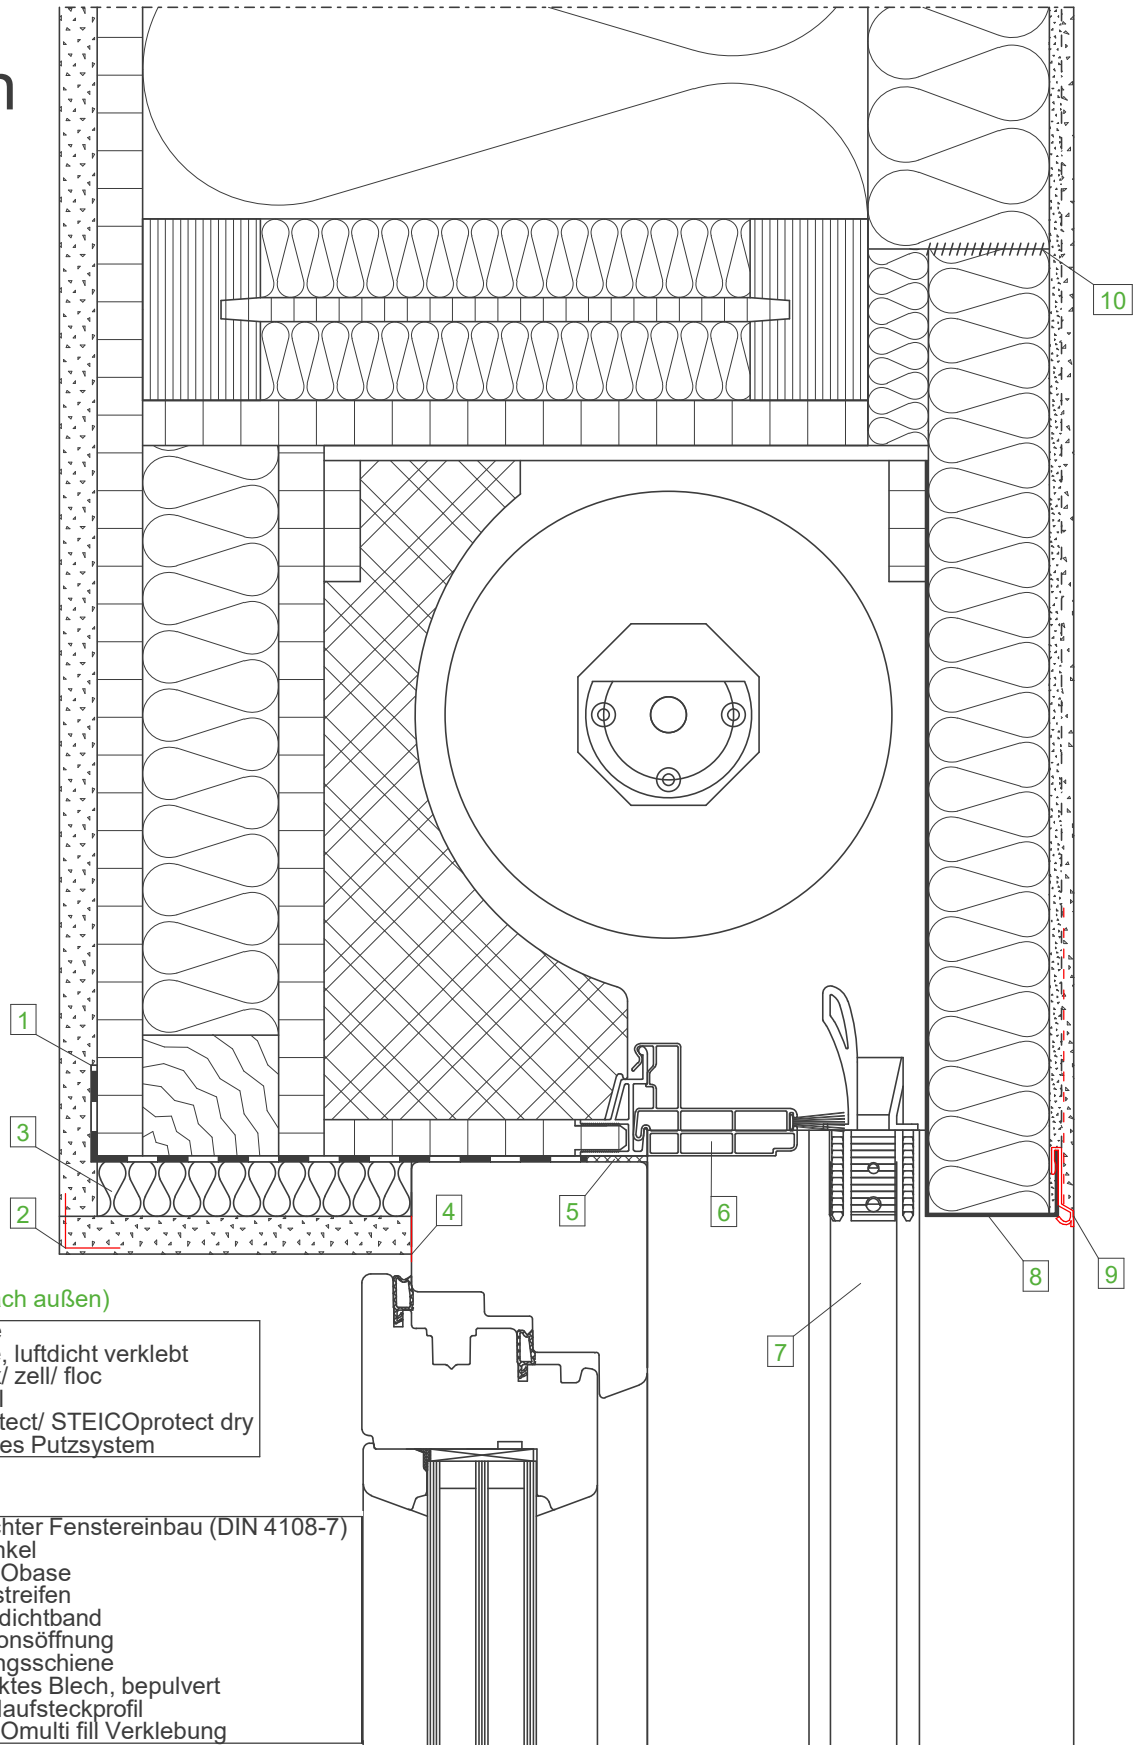 n
10
1
3
2
4
5
6
8
9
7
ch außen)
e
e, luftdicht verklebt
/ zell/ floc
l
tect/ STEICOprotect dry
es Putzsystem
chter Fenstereinbau (DIN 4108-7)
nkel
Obase
streifen
dichtband
onsöffnung
ngsschiene
ktes Blech, bepulvert
laufsteckprofil
Omulti fill Verklebung